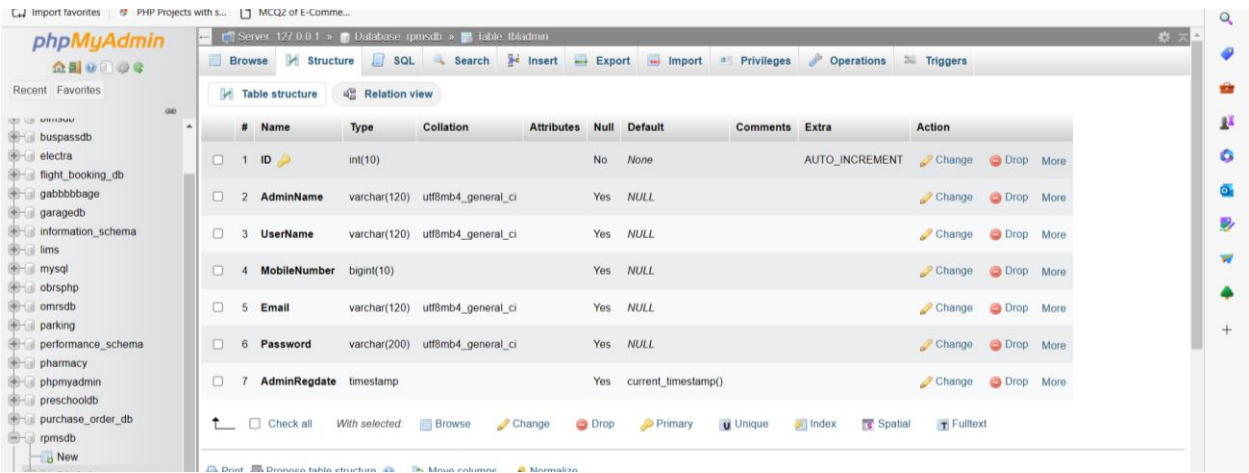 Import favorites PHP Projects with s... MCQ2 of E-Comme...
phpMyAdmin
Recent Favorites
buspassdb
electra
flight_booking_db
gabbbbbage
garagedb
information_schema
lims
mysql
obrsphp
omrsdb
parking
performance_schema
pharmacy
phpmyadmin
preschooldb
purchase_order_db
rpmsdb
New
Server: 127.0.0.1 » Database: rpmsdb » Table: tbladmin
Browse Structure SQL Search Insert Export Import Privileges Operations Triggers
Table structure Relation view
# Name Type Collation Attributes Null Default Comments Extra Action
1 ID int(10) No None AUTO_INCREMENT Change Drop More
2 AdminName varchar(120) utf8mb4_general_ci Yes NULL Change Drop More
3 UserName varchar(120) utf8mb4_general_ci Yes NULL Change Drop More
4 MobileNumber bigint(10) Yes NULL Change Drop More
5 Email varchar(120) utf8mb4_general_ci Yes NULL Change Drop More
6 Password varchar(200) utf8mb4_general_ci Yes NULL Change Drop More
7 AdminRegdate timestamp Yes current_timestamp() Change Drop More
Check all With selected: Browse Change Drop Primary Unique Index Spatial Fulltext
Print Propose table structure Move columns Normalize